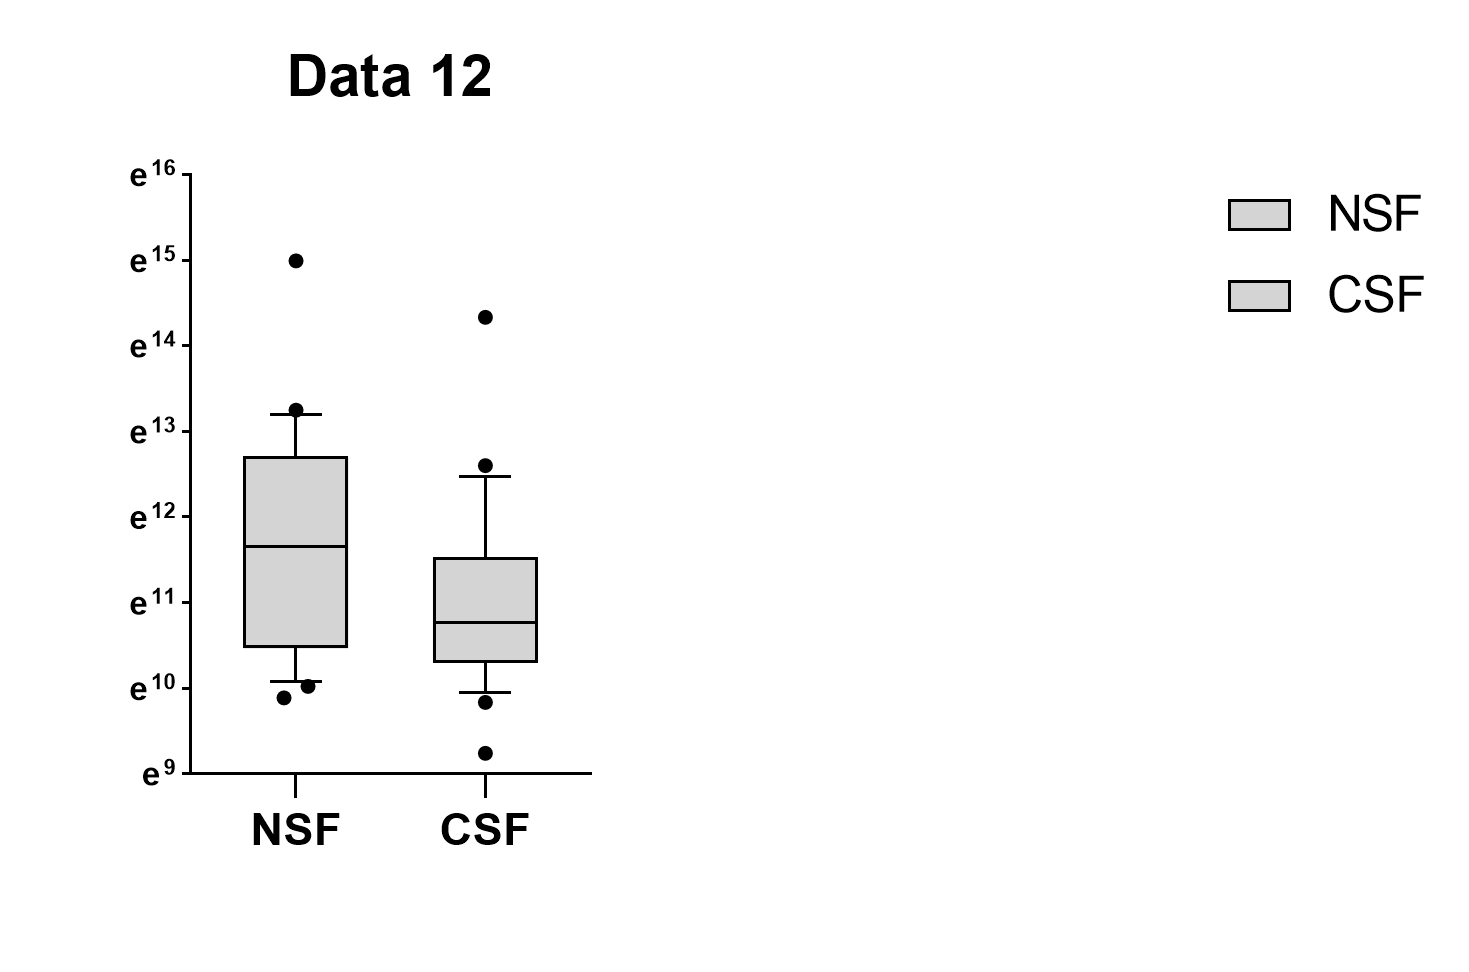 Data 12
e16
e15
e14
e13
e12
e11
e10
e9
NSF CSF
NSF
CSF